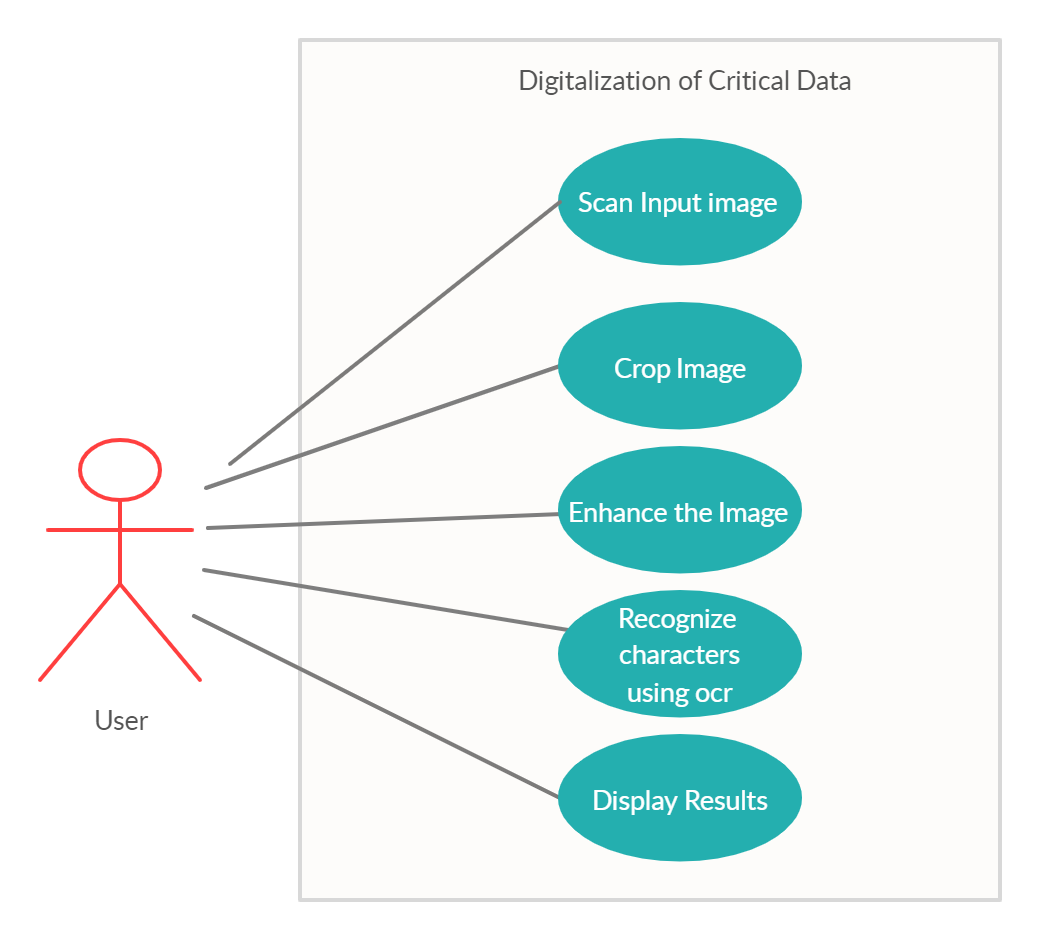 Digitalization of Critical Data
Scan Input image
Crop Image
Enhance the Image
Recognize
characters
using ocr
Display Results
User